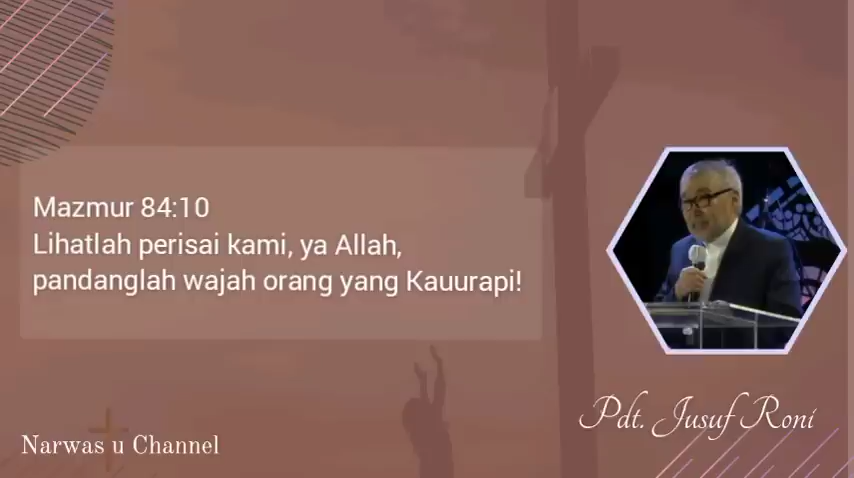 Mazmur 84:10
Lihatlah perisai kami, ya Allah,
pandanglah wajah orang yang Kauurapi!
Pdt. Jusuf Roni
Narwas u Channel